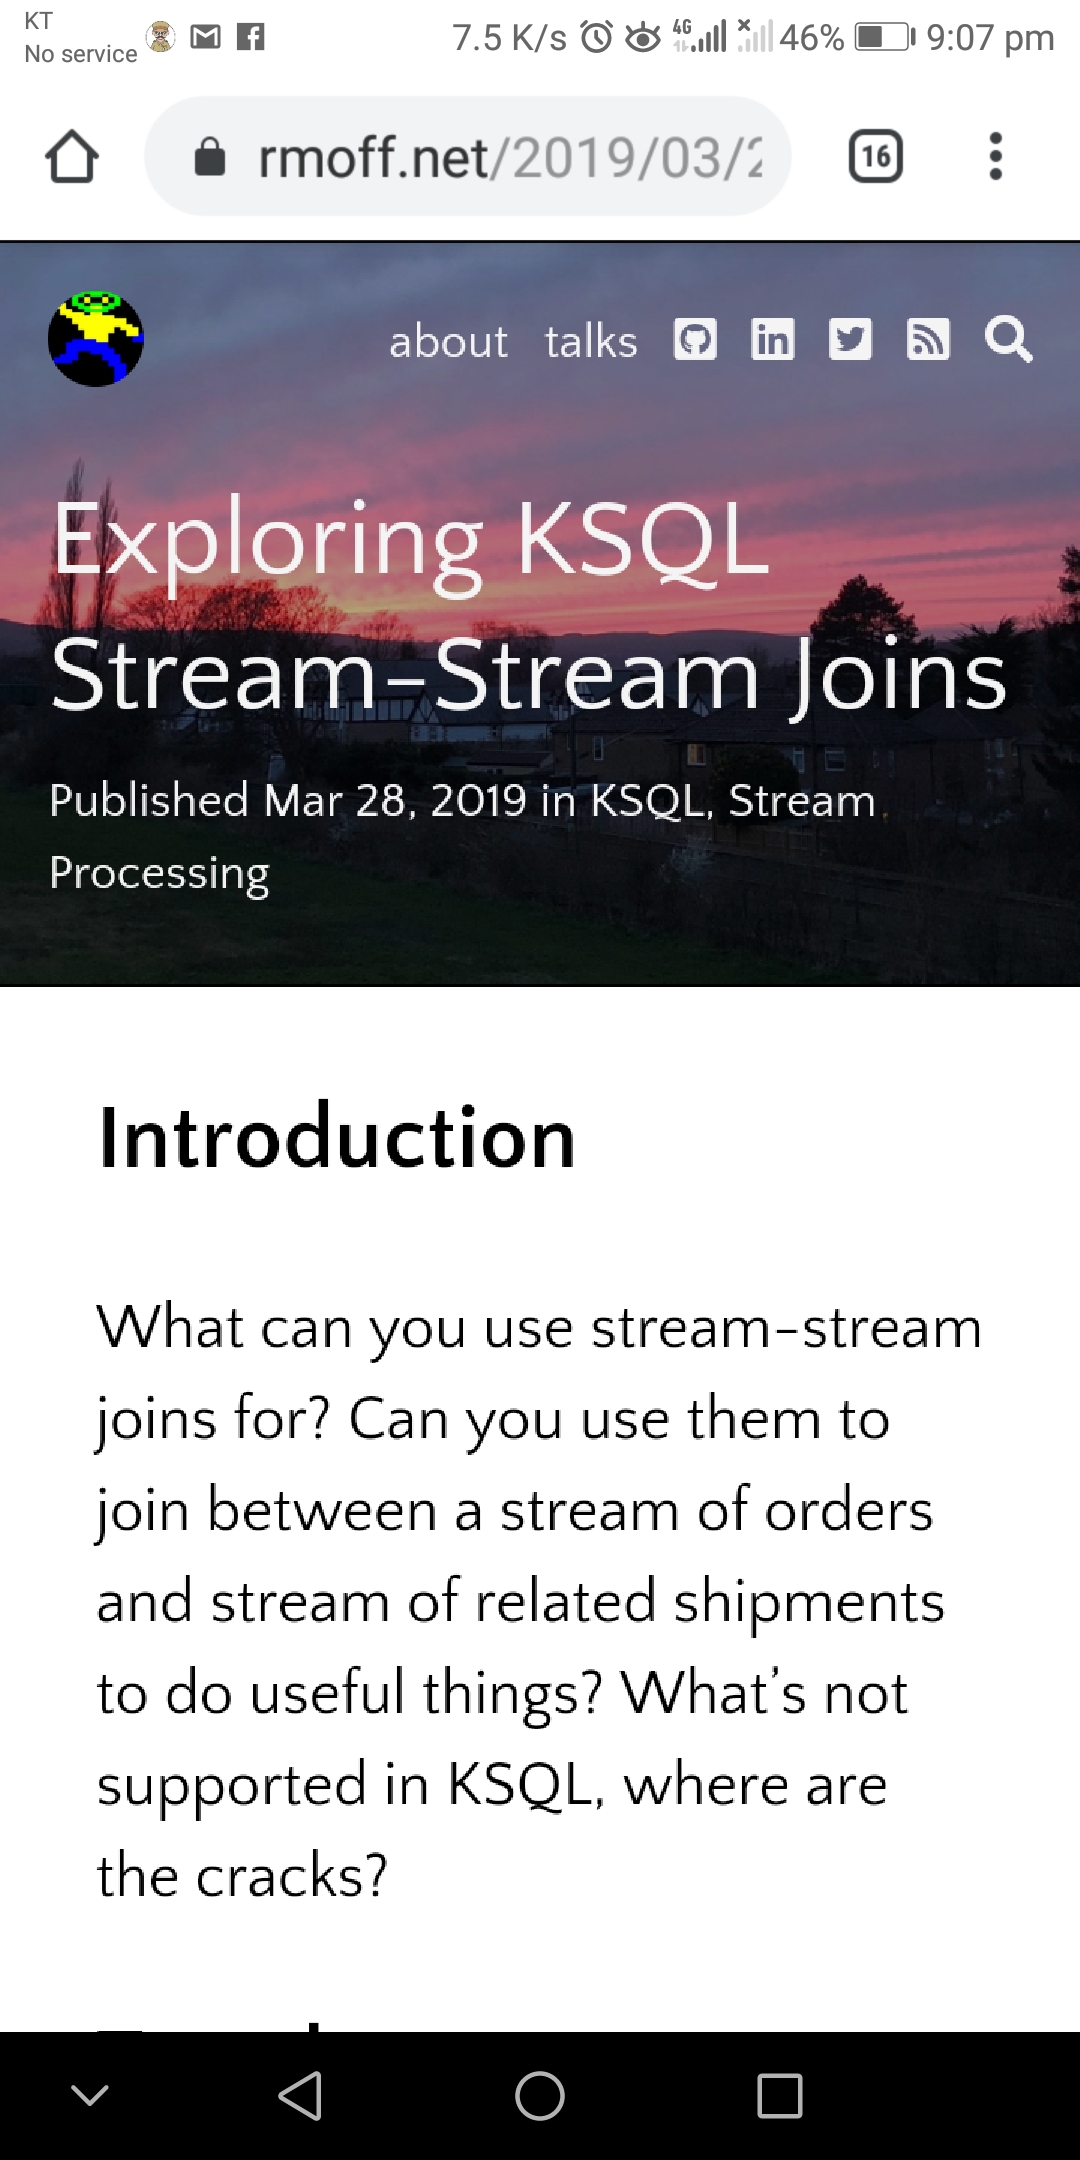 KT
No service
7.5 K/s 4G 46% 9:07 pm
rmoff.net/2019/03/2
16
about talks in
Exploring KSQL
Stream-Stream Joins
Published Mar 28, 2019 in KSQL, Stream
Processing
Introduction
What can you use stream-stream
joins for? Can you use them to
join between a stream of orders
and stream of related shipments
to do useful things? What’s not
supported in KSQL, where are
the cracks?